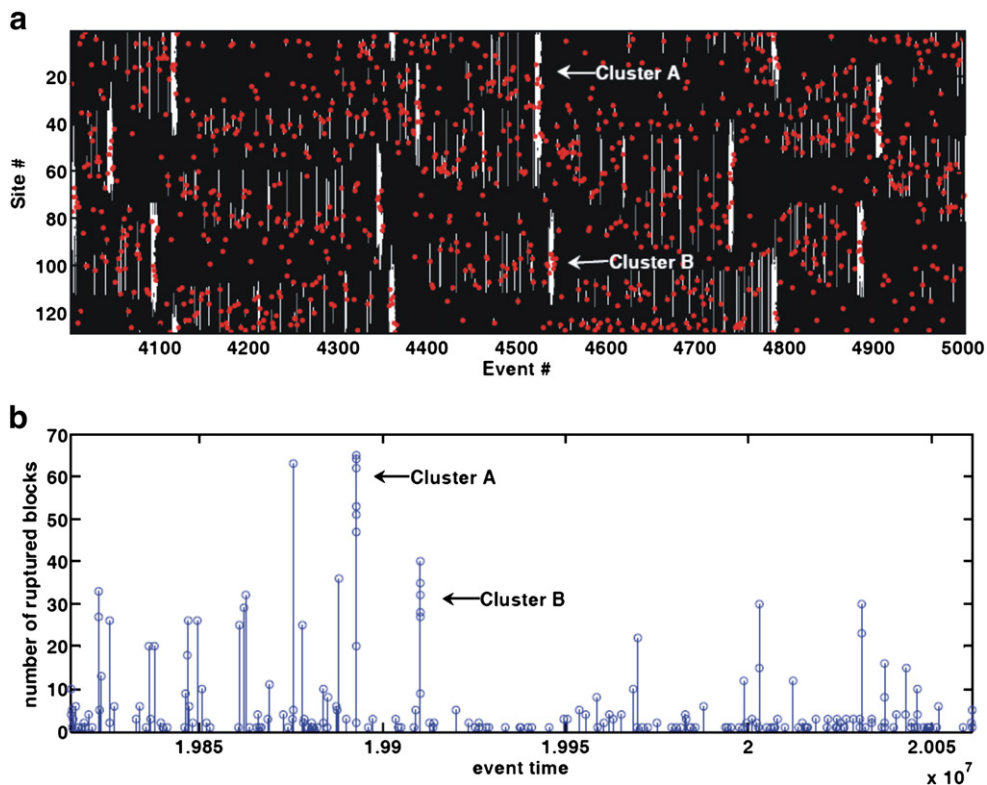 a
Site #
20
40
60
80
100
120
Cluster A
Cluster B
4100 4200 4300 4400 4500 4600 4700 4800 4900 5000
Event #
b
number of ruptured blocks
70
60
50
40
30
20
10
0
Cluster A
Cluster B
1.985 1.99 1.995 2 2.005
event time
x 10^7